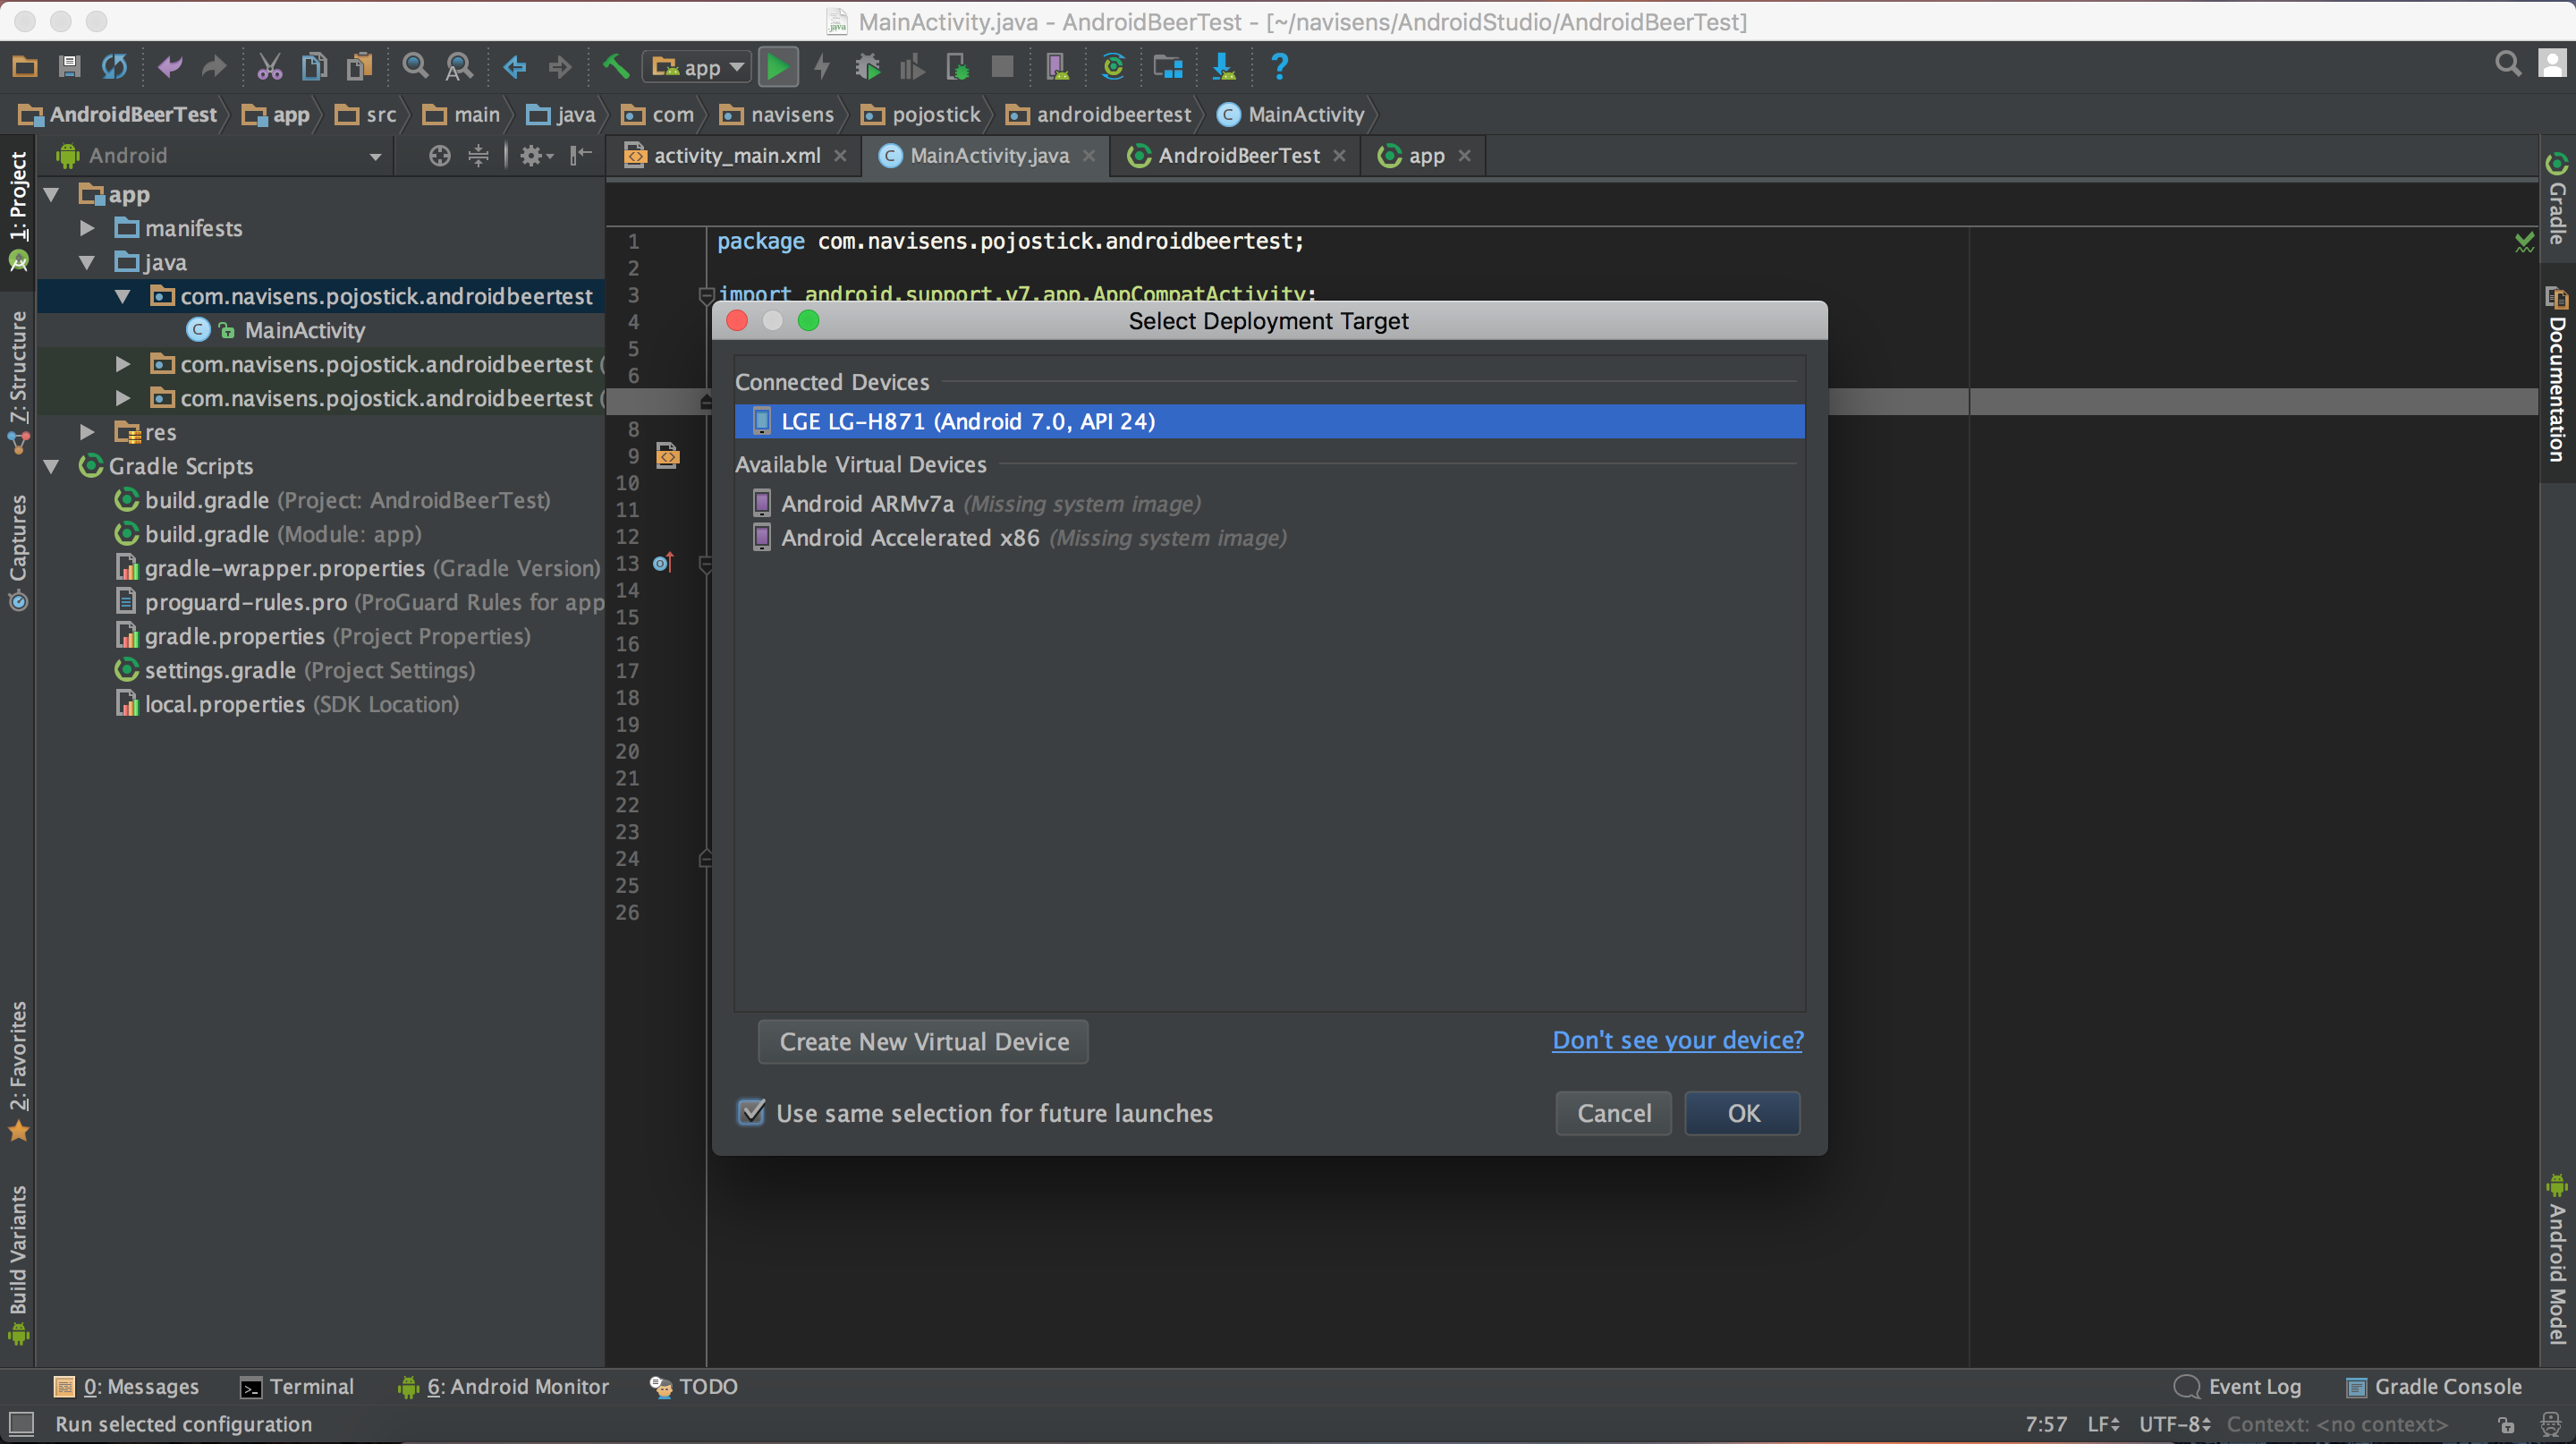 MainActivity.java - AndroidBeerTest - [~/navisens/AndroidStudio/AndroidBeerTest]
app
?
AndroidBeerTest app src main java com navisens pojostick androidbeertest MainActivity
1: Project
Z: Structure
Captures
2: Favorites
Build Variants
Android
app
manifests
java
com.navisens.pojostick.androidbeertest
MainActivity
com.navisens.pojostick.androidbeertest (
com.navisens.pojostick.androidbeertest (
res
Gradle Scripts
build.gradle (Project: AndroidBeerTest)
build.gradle (Module: app)
gradle-wrapper.properties (Gradle Version)
proguard-rules.pro (ProGuard Rules for app
gradle.properties (Project Properties)
settings.gradle (Project Settings)
local.properties (SDK Location)
activity_main.xml MainActivity.java AndroidBeerTest app
1 package com.navisens.pojostick.androidbeertest;
2
3 import android.support.v7.app.AppCompatActivity;
4
5
6
8
9
10
11
12
13
14
15
16
17
18
19
20
21
22
23
24
25
26
Select Deployment Target
Connected Devices
LGE LG-H871 (Android 7.0, API 24)
Available Virtual Devices
Android ARMv7a (Missing system image)
Android Accelerated x86 (Missing system image)
Create New Virtual Device
Don't see your device?
Use same selection for future launches
Cancel
OK
Gradle
Documentation
Android Model
0: Messages Terminal 6: Android Monitor TODO Event Log Gradle Console
Run selected configuration 7:57 LF UTF-8 Context: <no context>